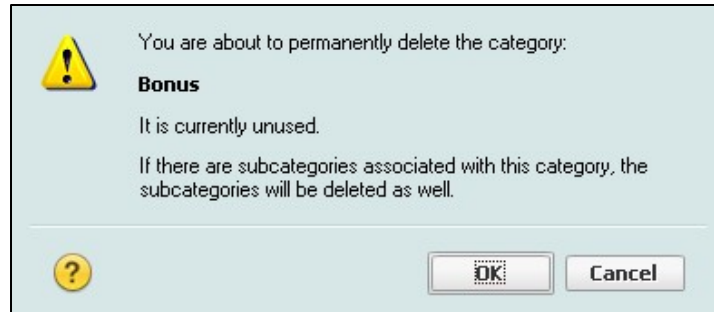 You are about to permanently delete the category:
Bonus
It is currently unused.
If there are subcategories associated with this category, the
subcategories will be deleted as well.
OK
Cancel